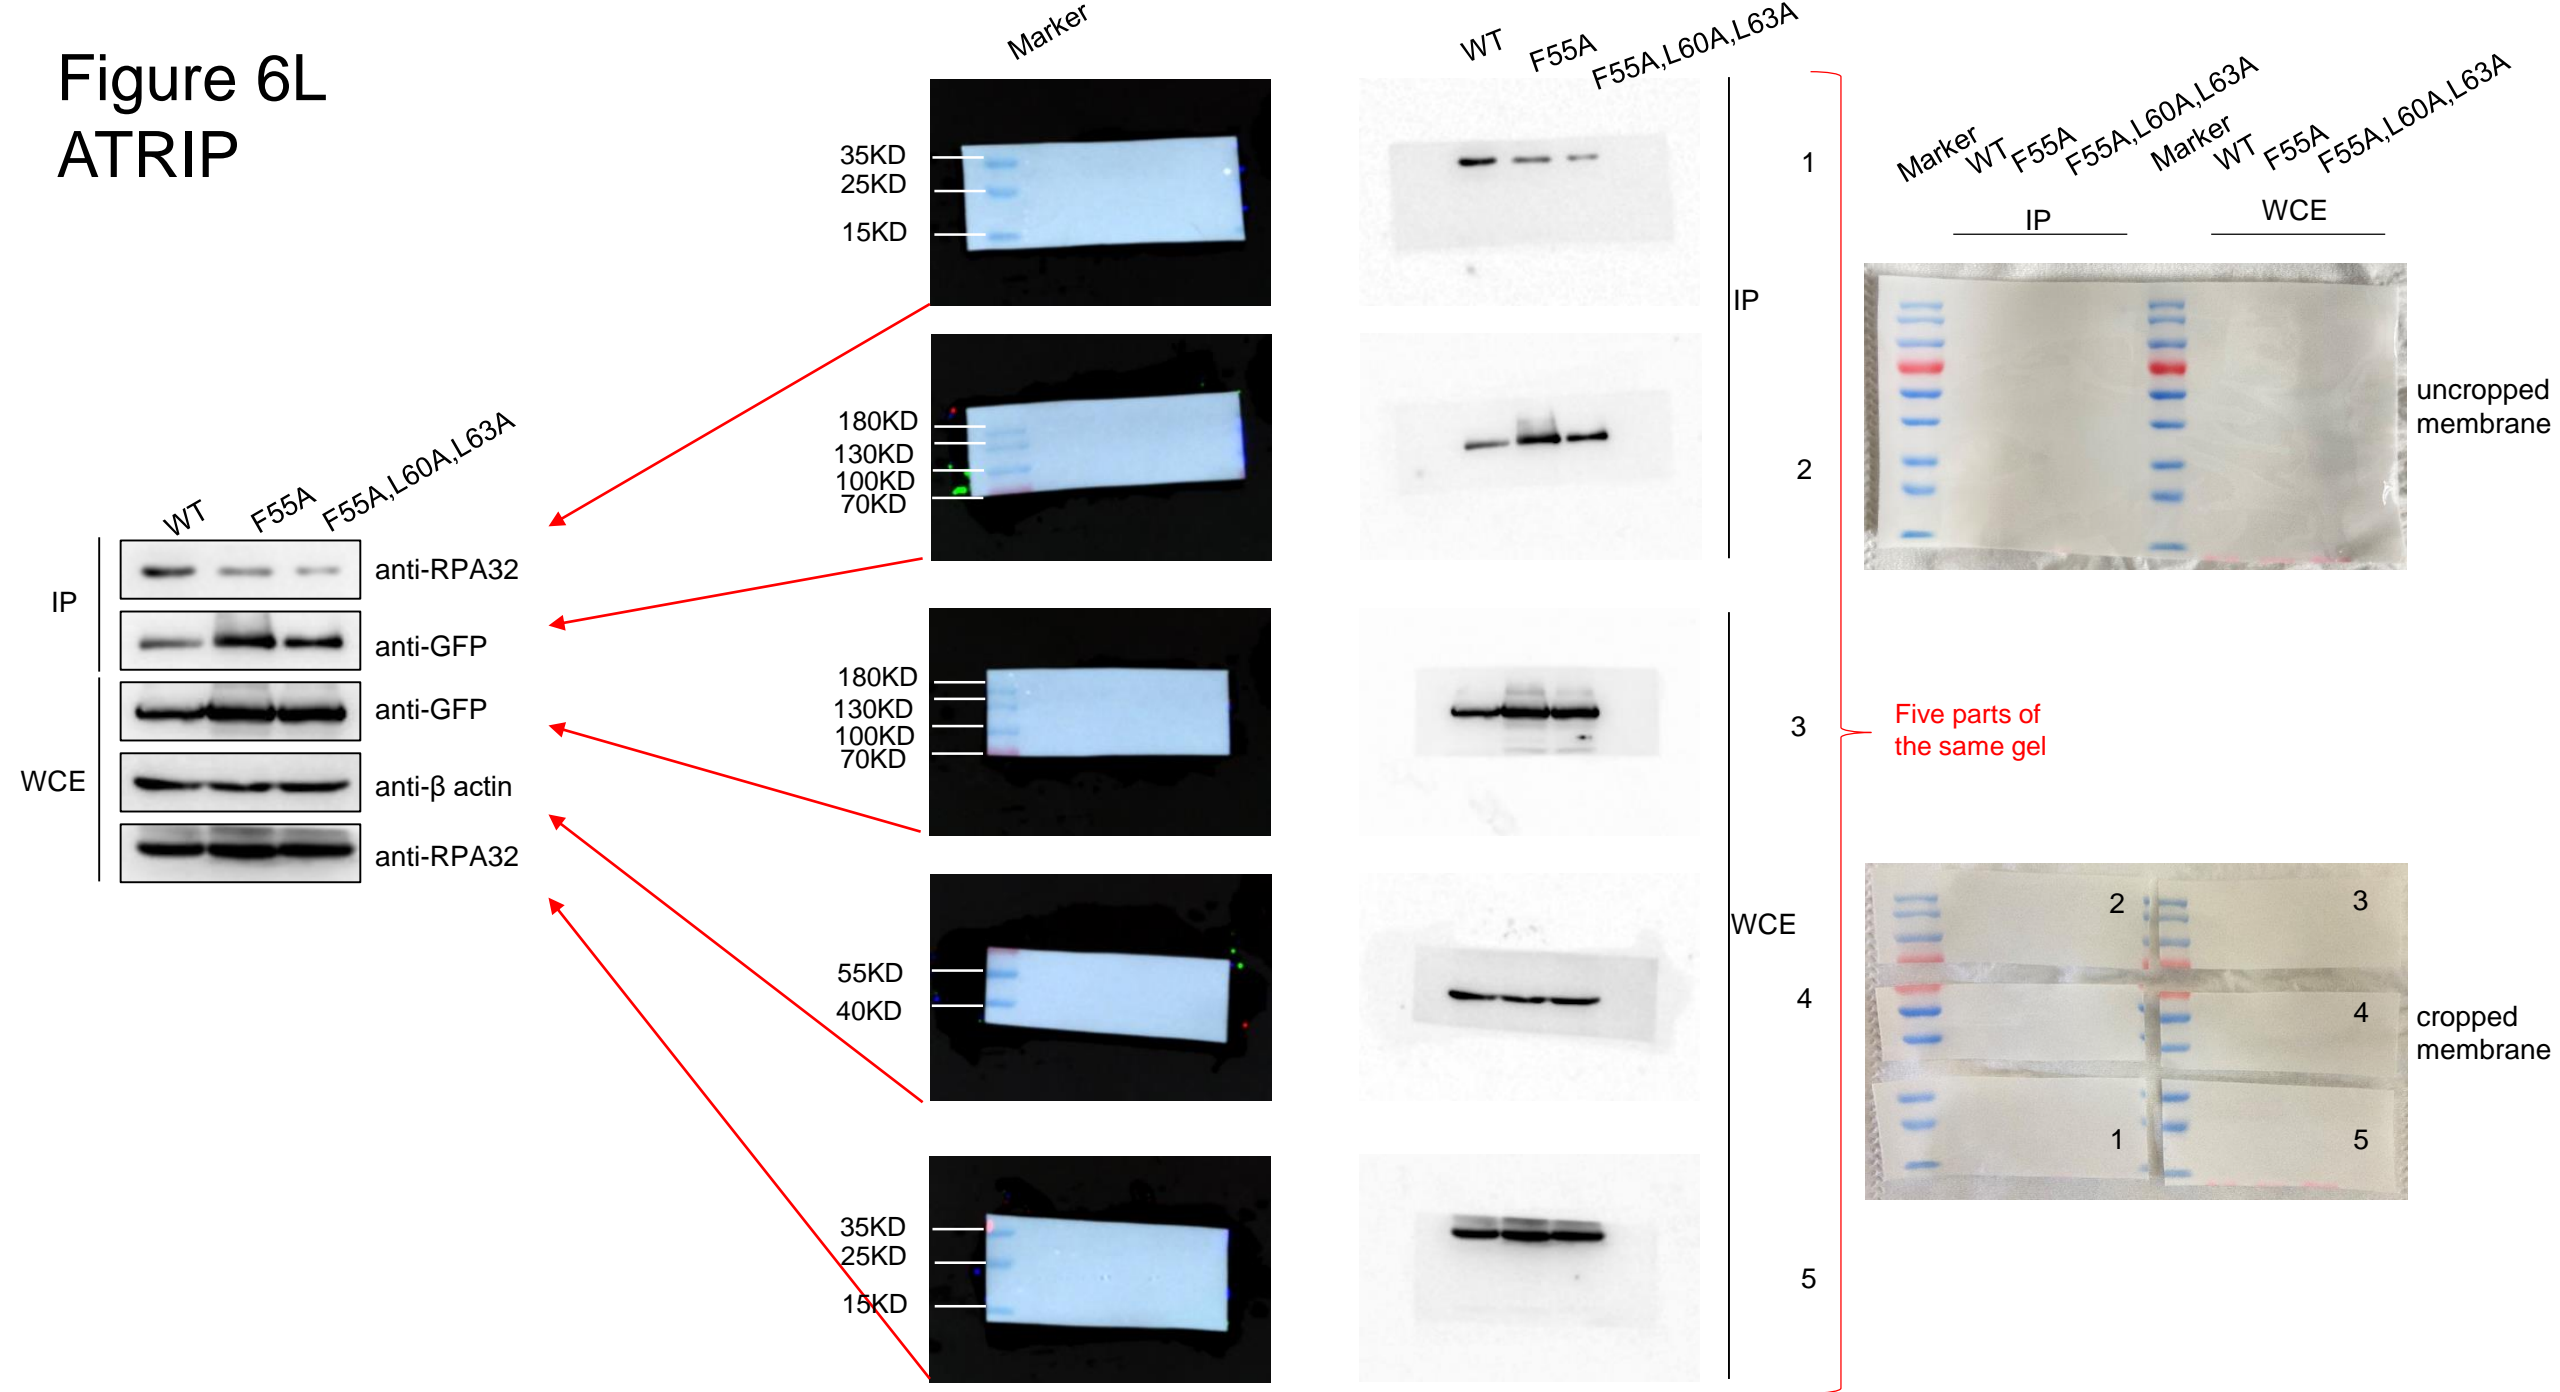 Figure 6L
ATRIP
WT
F55A
F55A,L60A,L63A
IP
anti-RPA32
anti-GFP
WCE
anti-GFP
anti-β actin
anti-RPA32
Marker
35KD
25KD
15KD
180KD
130KD
100KD
70KD
180KD
130KD
100KD
70KD
55KD
40KD
35KD
25KD
15KD
WT
F55A
F55A,L60A,L63A
IP
WCE
1
2
3
4
5
Five parts of
the same gel
Marker
WT
F55A
F55A,L60A,L63A
Marker
WT
F55A
F55A,L60A,L63A
IP
WCE
uncropped
membrane
2
3
4
1
5
cropped
membrane